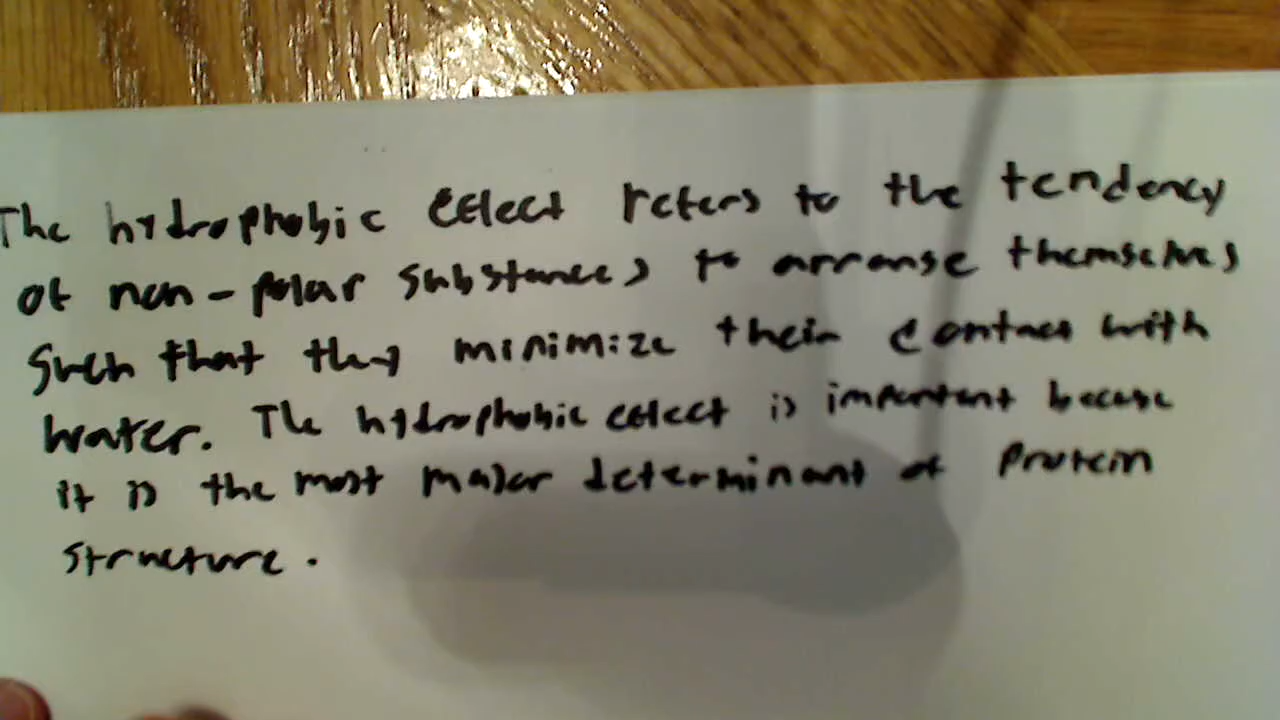 The hydrophobic effect refers to the tendency
of non-polar substances to arrange themselves
such that they minimize their contact with
water. The hydrophobic effect is important because
it is the most major determinant of protein
structure.